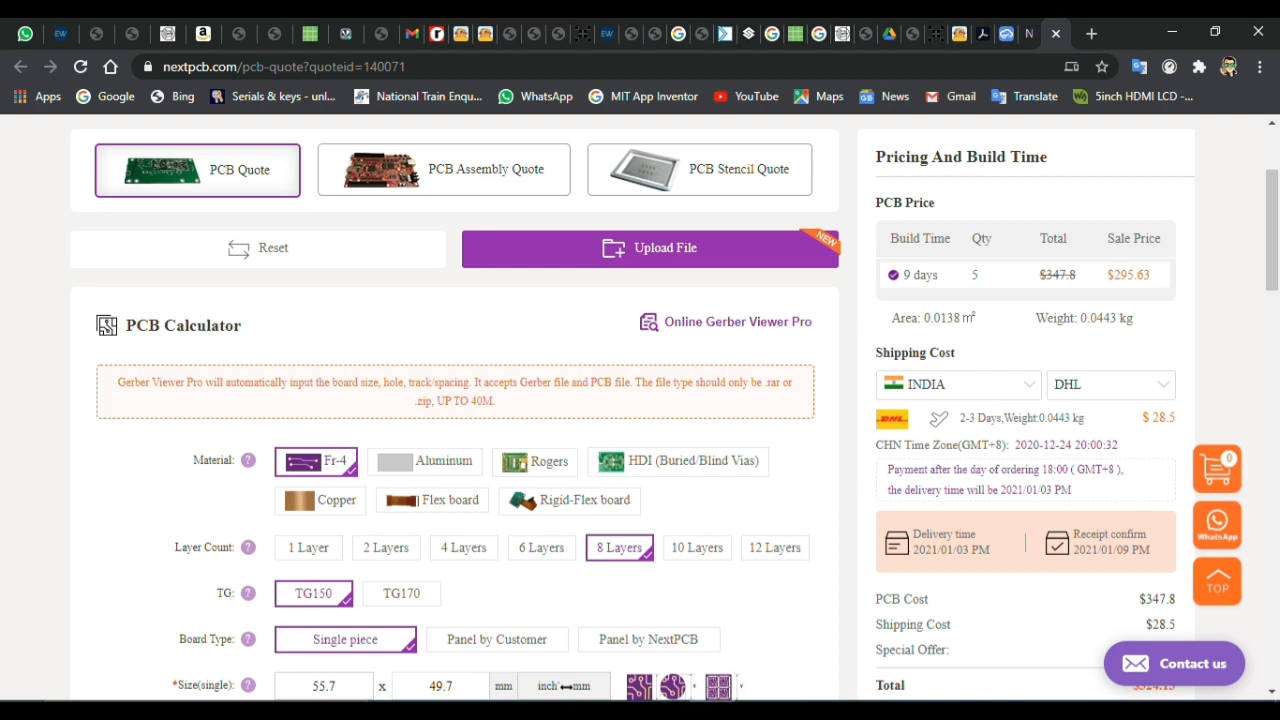 nextpcb.com/pcb-quote?quoteid=140071
Apps Google Bing Serials & keys - unl... National Train Enqu... WhatsApp MIT App Inventor YouTube Maps News Gmail Translate 5inch HDMI LCD -...
PCB Quote
PCB Assembly Quote
PCB Stencil Quote
Reset
Upload File
NEW
PCB Calculator
Online Gerber Viewer Pro
Gerber Viewer Pro will automatically input the board size, hole, track/spacing. It accepts Gerber file and PCB file. The file type should only be .rar or
.zip, UP TO 40M.
Material: ? Fr-4 Aluminum Rogers HDI (Buried/Blind Vias)
Copper Flex board Rigid-Flex board
Layer Count: ? 1 Layer 2 Layers 4 Layers 6 Layers 8 Layers 10 Layers 12 Layers
TG: ? TG150 TG170
Board Type: ? Single piece Panel by Customer Panel by NextPCB
*Size(single): ? 55.7 x 49.7 mm inch⟷mm
Pricing And Build Time
PCB Price
Build Time Qty Total Sale Price
9 days 5 $347.8 $295.63
Area: 0.0138㎡ Weight: 0.0443 kg
Shipping Cost
INDIA DHL
DHL 2-3 Days,Weight:0.0443 kg $ 28.5
CHN Time Zone(GMT+8): 2020-12-24 20:00:32
Payment after the day of ordering 18:00 ( GMT+8 ),
the delivery time will be 2021/01/03 PM
Delivery time
2021/01/03 PM
Receipt confirm
2021/01/09 PM
PCB Cost $347.8
Shipping Cost $28.5
Special Offer:
Total
0
WhatsApp
TOP
Contact us